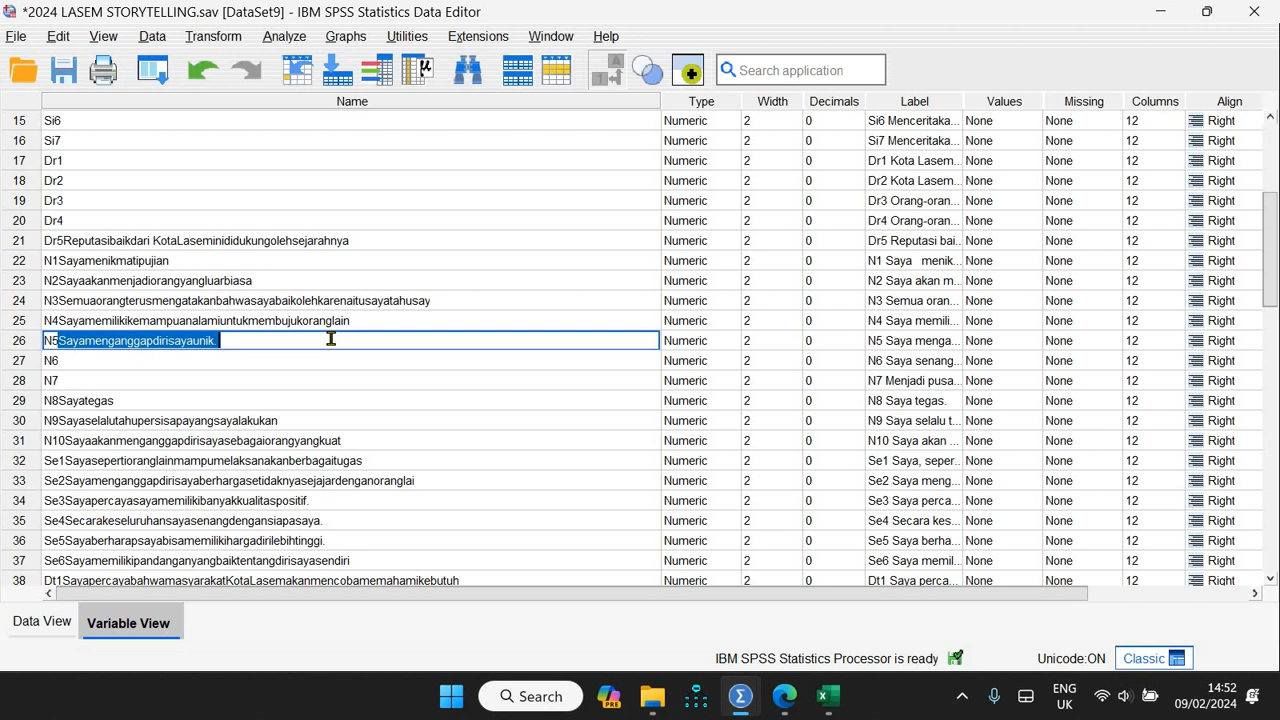 *2024 LASEM STORYTELLING.sav [DataSet9] - IBM SPSS Statistics Data Editor
File Edit View Data Transform Analyze Graphs Utilities Extensions Window Help
Search application
Name Type Width Decimals Label Values Missing Columns Align
15 Si6 Numeric 2 0 Si6 Menceritaka... None None 12 Right
16 Si7 Numeric 2 0 Si7 Menceritaka... None None 12 Right
17 Dr1 Numeric 2 0 Dr1 Kota Lasem... None None 12 Right
18 Dr2 Numeric 2 0 Dr2 Kota Lasem... None None 12 Right
19 Dr3 Numeric 2 0 Dr3 Orang-oran... None None 12 Right
20 Dr4 Numeric 2 0 Dr4 Orang-oran... None None 12 Right
21 Dr5Reputasibaikdari KotaLaseminididukungolehsejarahnya Numeric 2 0 Dr5 Reputasi bai... None None 12 Right
22 N1Sayamenikmatipujian Numeric 2 0 N1 Saya menik... None None 12 Right
23 N2Sayaakanmenjadiorangyangluarbiasa Numeric 2 0 N2 Saya akan m... None None 12 Right
24 N3Semuaorangterusmengatakanbahwasayabaikolehkarenaitusayatahusay Numeric 2 0 N3 Semua oran... None None 12 Right
25 N4Sayamemilikikemampuanalamiuntukmembujukoranglain Numeric 2 0 N4 Saya memili... None None 12 Right
26 N5Sayamenganggapdirisayaunik. Numeric 2 0 N5 Saya menga... None None 12 Right
27 N6 Numeric 2 0 N6 Saya senang... None None 12 Right
28 N7 Numeric 2 0 N7 Menjadi pusa... None None 12 Right
29 N8Sayategas Numeric 2 0 N8 Saya tegas. None None 12 Right
30 N9Sayaselalutahupersisapayangsayalakukan Numeric 2 0 N9 Saya selalu t... None None 12 Right
31 N10Sayaakanmenganggapdirisayasebagaiorangyangkuat Numeric 2 0 N10 Saya akan ... None None 12 Right
32 Se1Sayasepertioranglainmampumelaksanakanberbagaitugas Numeric 2 0 Se1 Saya, seper... None None 12 Right
33 Se2Sayamenganggapdirisayaberhargasetidaknyasejajardenganoranglai Numeric 2 0 Se2 Saya meng... None None 12 Right
34 Se3Sayapercayasayamemilikibanyakkualitaspositif. Numeric 2 0 Se3 Saya perca... None None 12 Right
35 Se4Secarakeseluruhansayasenangdengansiapasaya. Numeric 2 0 Se4 Secara kes... None None 12 Right
36 Se5Sayaberharapsayabisamemilikihargadirilebihtinggi. Numeric 2 0 Se5 Saya berha... None None 12 Right
37 Se6Sayamemilikipandanganyangbaiktentangdirisayasendiri Numeric 2 0 Se6 Saya memil... None None 12 Right
38 Dt1SayapercayabahwamasyarakatKotaLasemakanmencobamemahamikebutuh Numeric 2 0 Dt1 Saya perca... None None 12 Right
Data View Variable View
IBM SPSS Statistics Processor is ready Unicode:ON Classic
Search PRE ENG UK 14:52 09/02/2024